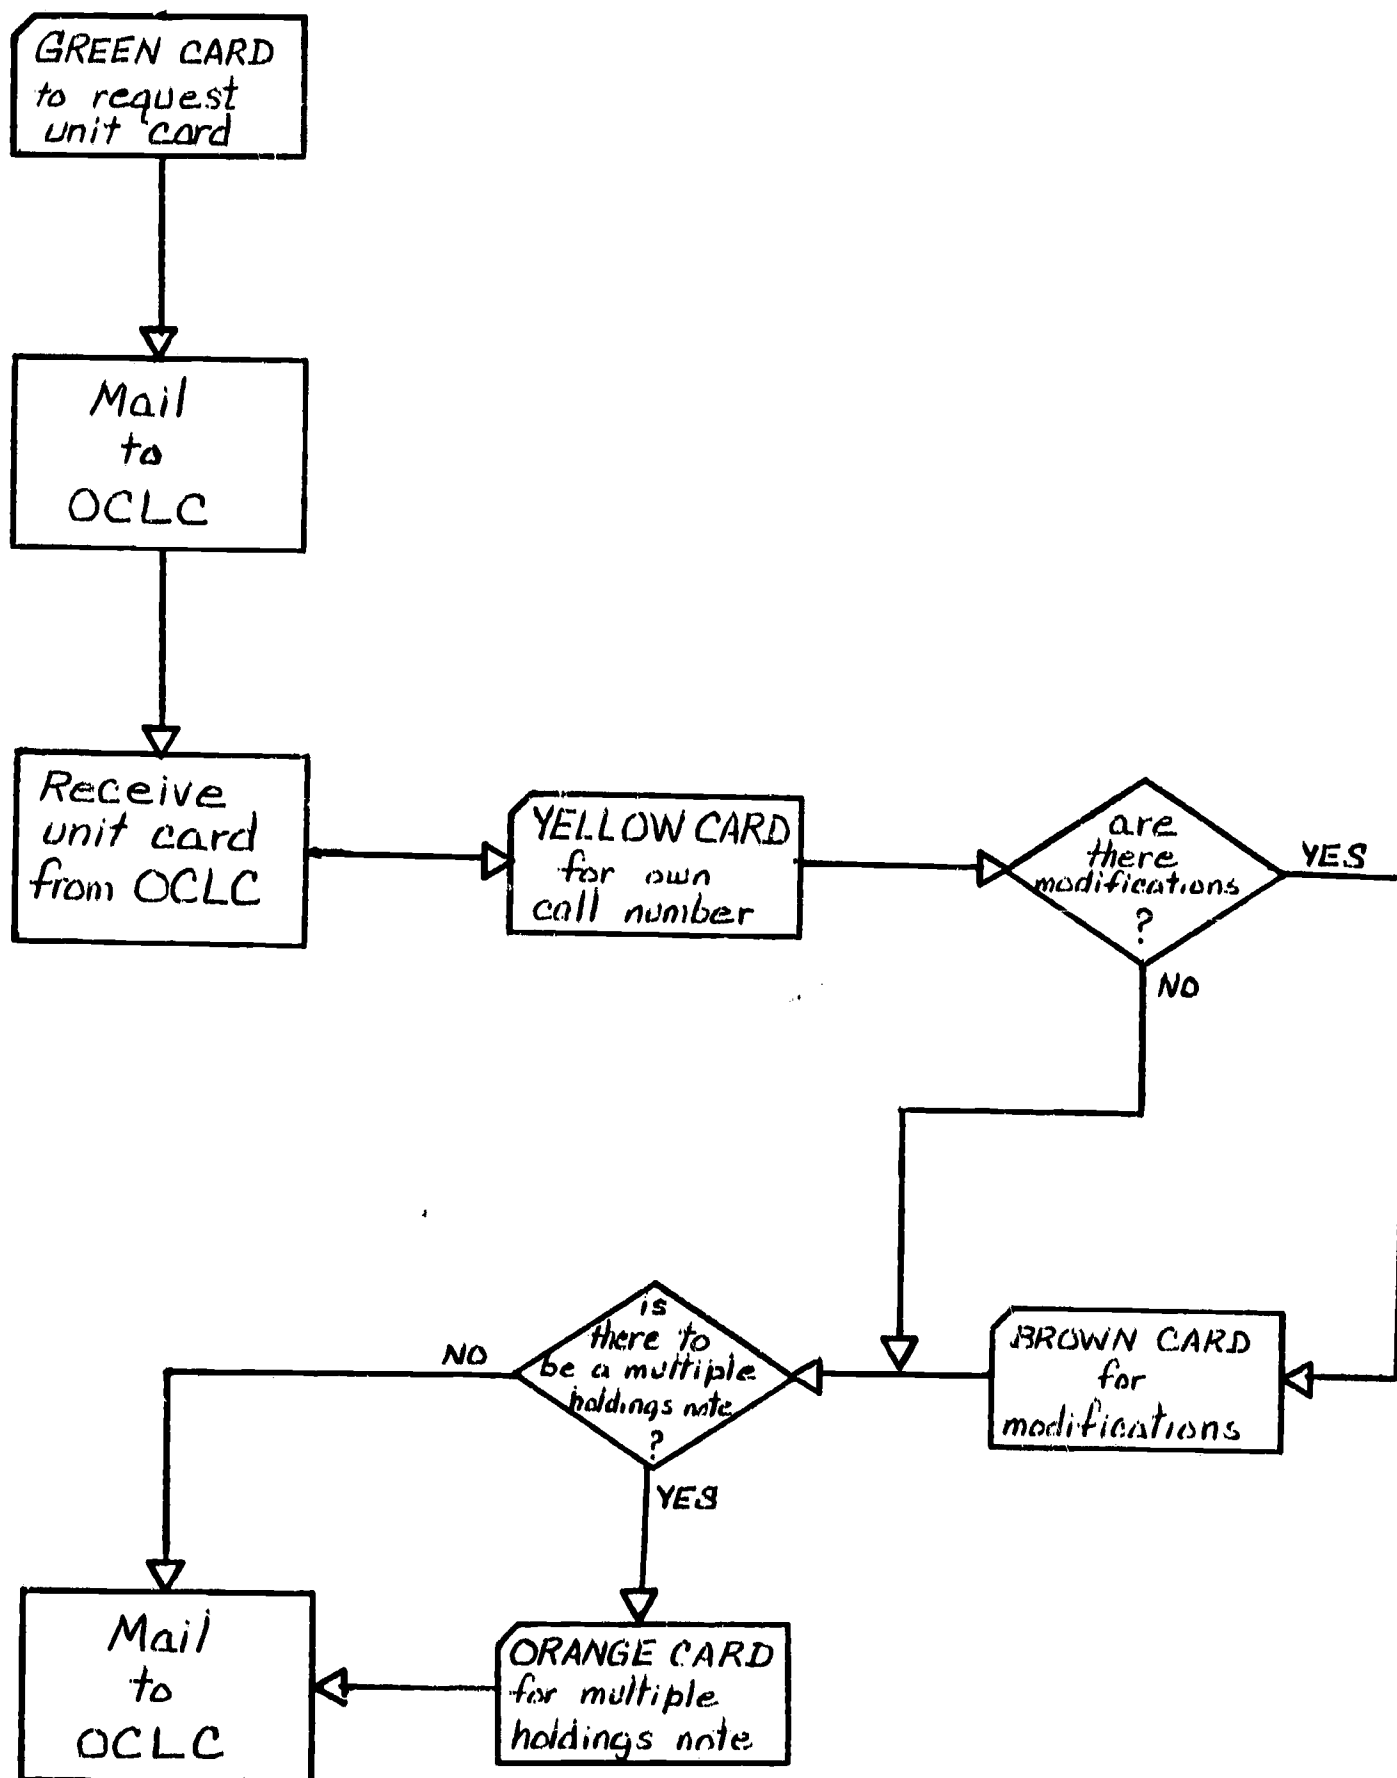 GREEN CARD
to request
unit card
Mail
to
OCLC
Receive
unit card
from OCLC
YELLOW CARD
for own
call number
are
there
modifications
?
YES
NO
is
there to
be a multiple
holdings note
?
NO
YES
BROWN CARD
for
modifications
Mail
to
OCLC
ORANGE CARD
for multiple
holdings note